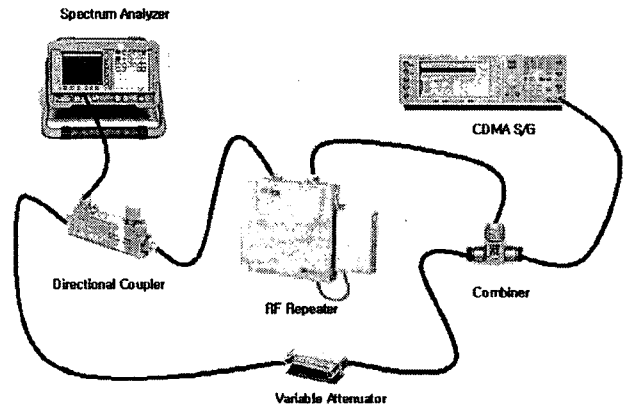 Spectrum Analyzer
CDMA S/G
Directional Coupler
RF Repeater
Combiner
Variable Attenuator